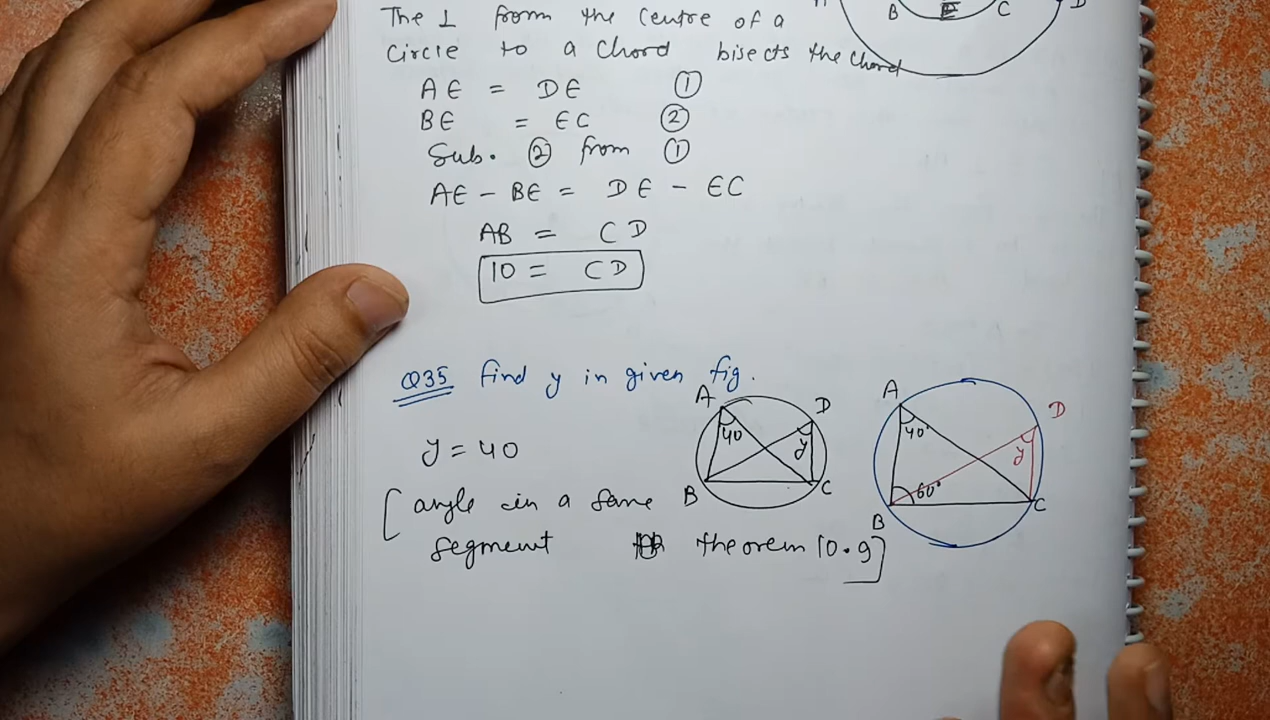 The ⊥ from the centre of a
circle to a chord bisects the chord
B E C D
AE = DE ①
BE = EC ②
Sub. ② from ①
AE - BE = DE - EC
AB = CD
10 = CD
Q35 find y in given fig.
A D
40 y
B C
A D
40° y
60°
B C
y = 40
[angle in a same
segment theorem 10.9]